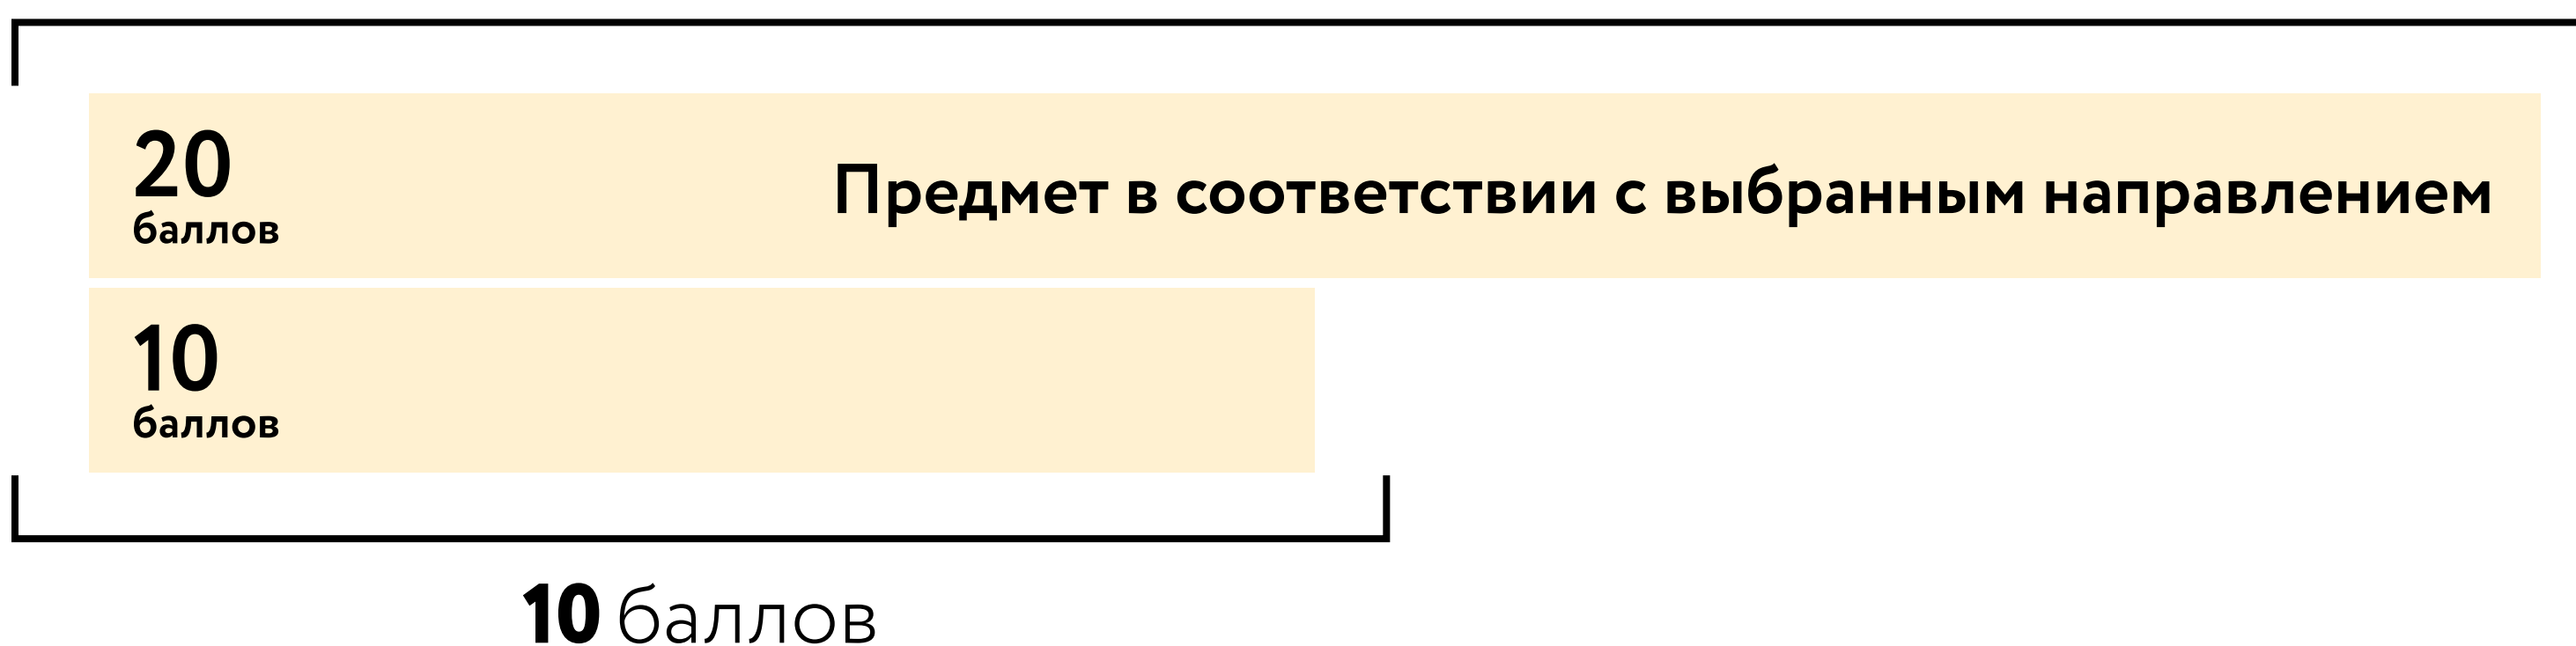 20
баллов
Предмет в соответствии с выбранным направлением
10
баллов
10 баллов